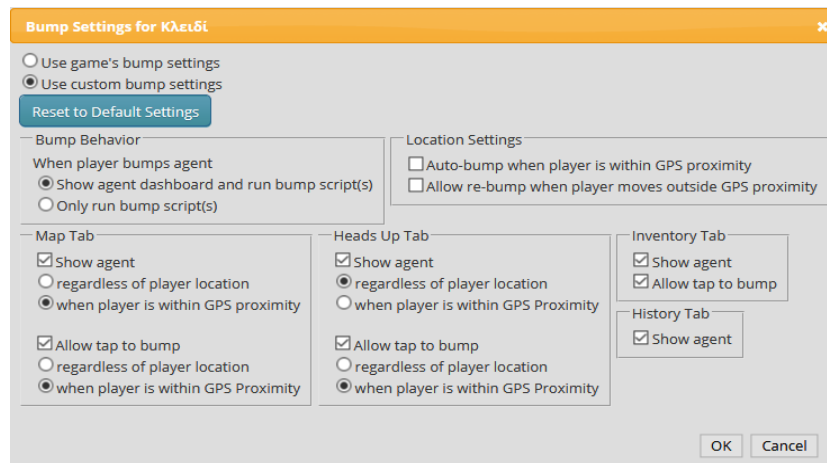 Bump Settings for Κλειδί
Use game's bump settings
Use custom bump settings
Reset to Default Settings
Bump Behavior
When player bumps agent
Show agent dashboard and run bump script(s)
Only run bump script(s)
Location Settings
Auto-bump when player is within GPS proximity
Allow re-bump when player moves outside GPS proximity
Map Tab
Show agent
regardless of player location
when player is within GPS proximity
Allow tap to bump
regardless of player location
when player is within GPS Proximity
Heads Up Tab
Show agent
regardless of player location
when player is within GPS Proximity
Allow tap to bump
regardless of player location
when player is within GPS Proximity
Inventory Tab
Show agent
Allow tap to bump
History Tab
Show agent
OK
Cancel